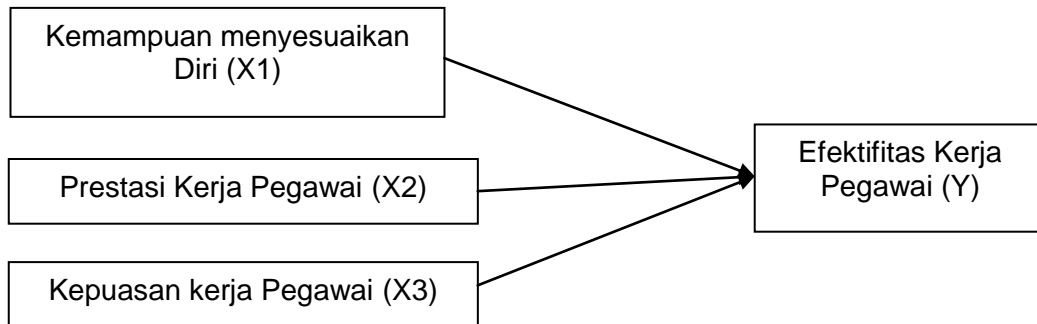 Kemampuan menyesuaikan
Diri (X1)
Prestasi Kerja Pegawai (X2)
Kepuasan kerja Pegawai (X3)
Efektifitas Kerja
Pegawai (Y)